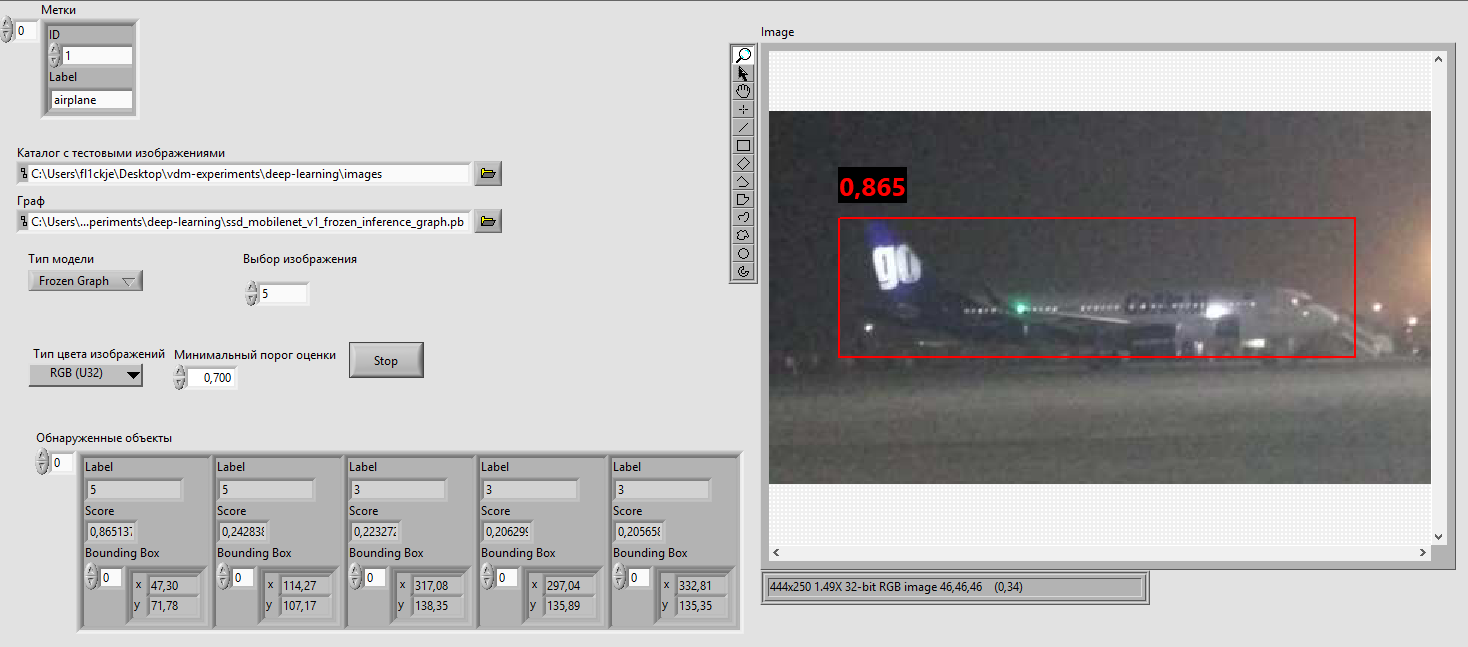 Метки
0
ID
1
Label
airplane
Каталог с тестовыми изображениями
C:\Users\fl1ckje\Desktop\vdm-experiments\deep-learning\images
Граф
C:\Users\...periments\deep-learning\ssd_mobilenet_v1_frozen_inference_graph.pb
Тип модели
Frozen Graph
Выбор изображения
5
Тип цвета изображений
RGB (U32)
Минимальный порог оценки
0,700
Stop
Обнаруженные объекты
0
Label
5
Score
0,865137
Bounding Box
0
x 47,30
y 71,78
Label
5
Score
0,242838
Bounding Box
0
x 114,27
y 107,17
Label
3
Score
0,223272
Bounding Box
0
x 317,08
y 138,35
Label
3
Score
0,206299
Bounding Box
0
x 297,04
y 135,89
Label
3
Score
0,205658
Bounding Box
0
x 332,81
y 135,35
Image
0,865
go
444x250 1.49X 32-bit RGB image 46,46,46 (0,34)